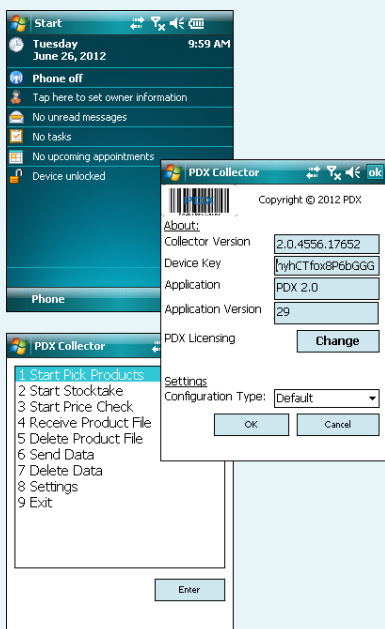 Start
Tuesday 9:59 AM
June 26, 2012
Phone off
Tap here to set owner information
No unread messages
No tasks
No upcoming appointments
Device unlocked
Phone
PDX Collector ok
PDX
Copyright © 2012 PDX
About:
Collector Version 2.0.4556.17652
Device Key hyhCTfox8P6bGGG
Application PDX 2.0
Application Version 29
PDX Licensing Change
Settings
Configuration Type: Default
OK Cancel
PDX Collector
1 Start Pick Products
2 Start Stocktake
3 Start Price Check
4 Receive Product File
5 Delete Product File
6 Send Data
7 Delete Data
8 Settings
9 Exit
Enter